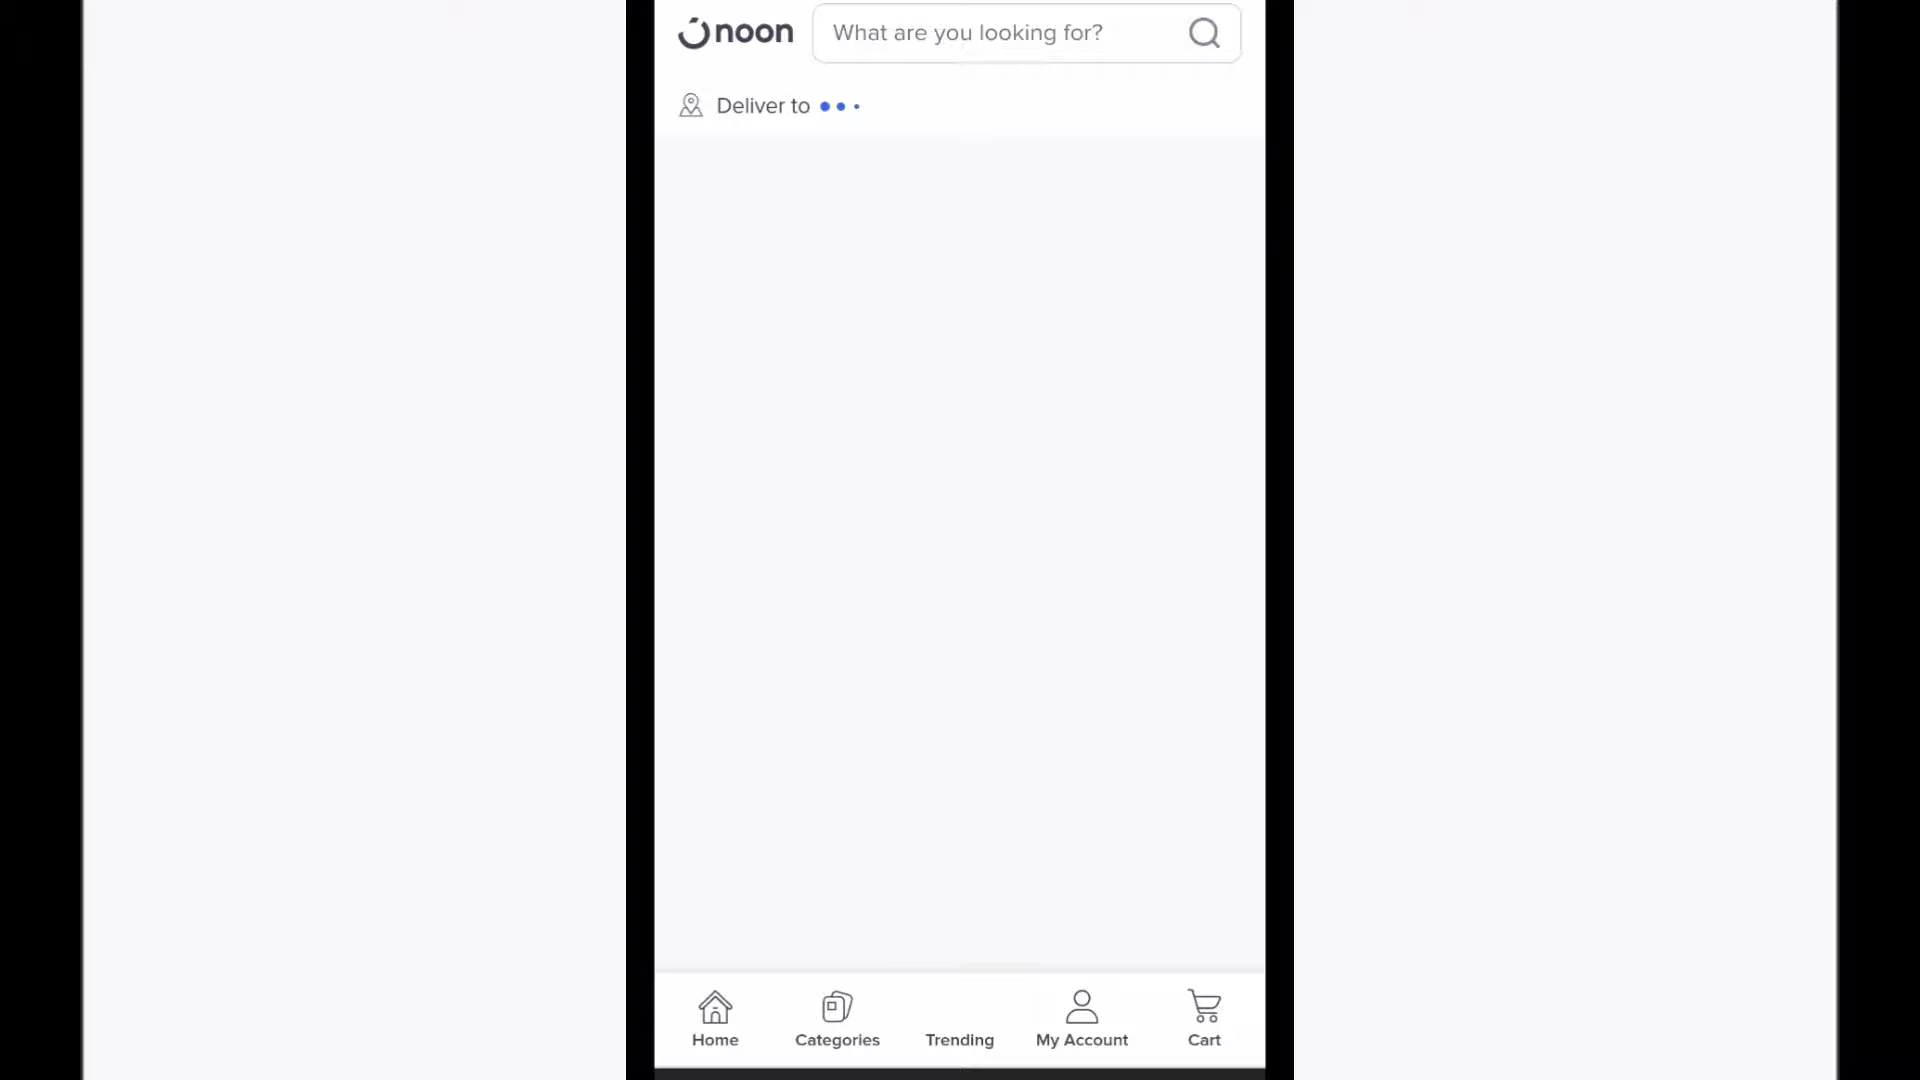 noon
What are you looking for?
Deliver to
Home
Categories
Trending
My Account
Cart